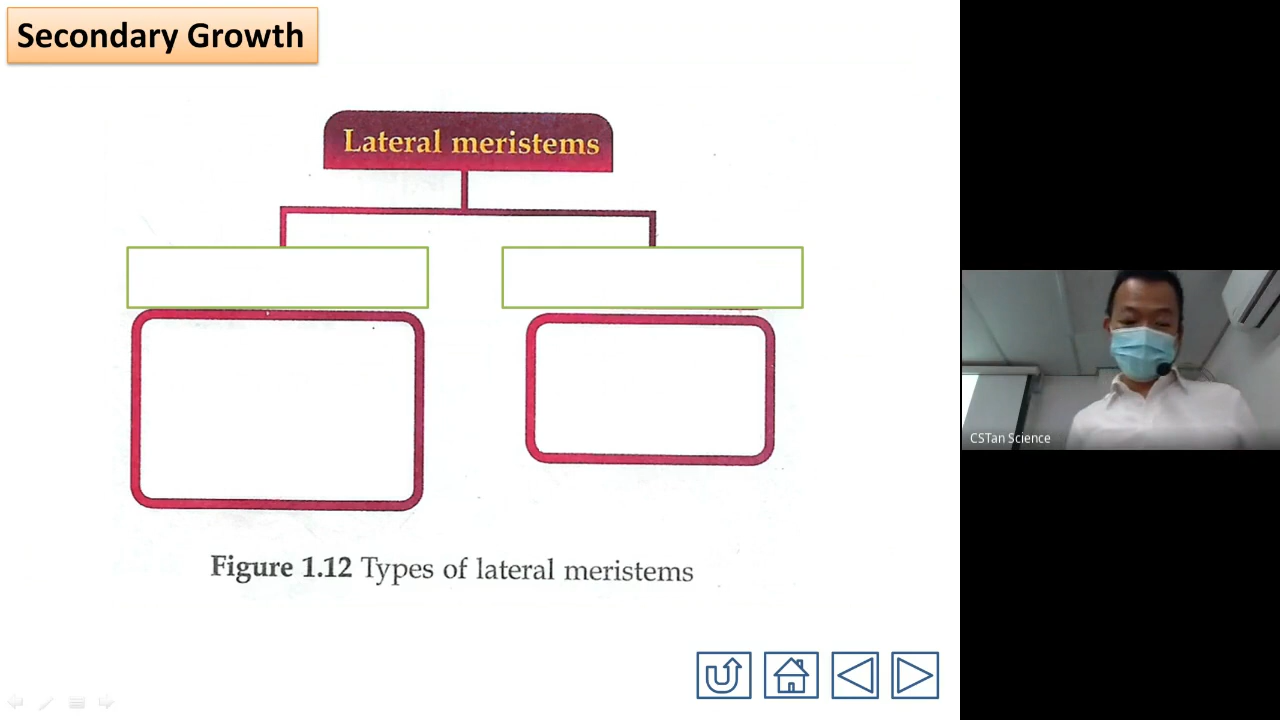 Secondary Growth
Lateral meristems
Figure 1.12 Types of lateral meristems
CSTan Science